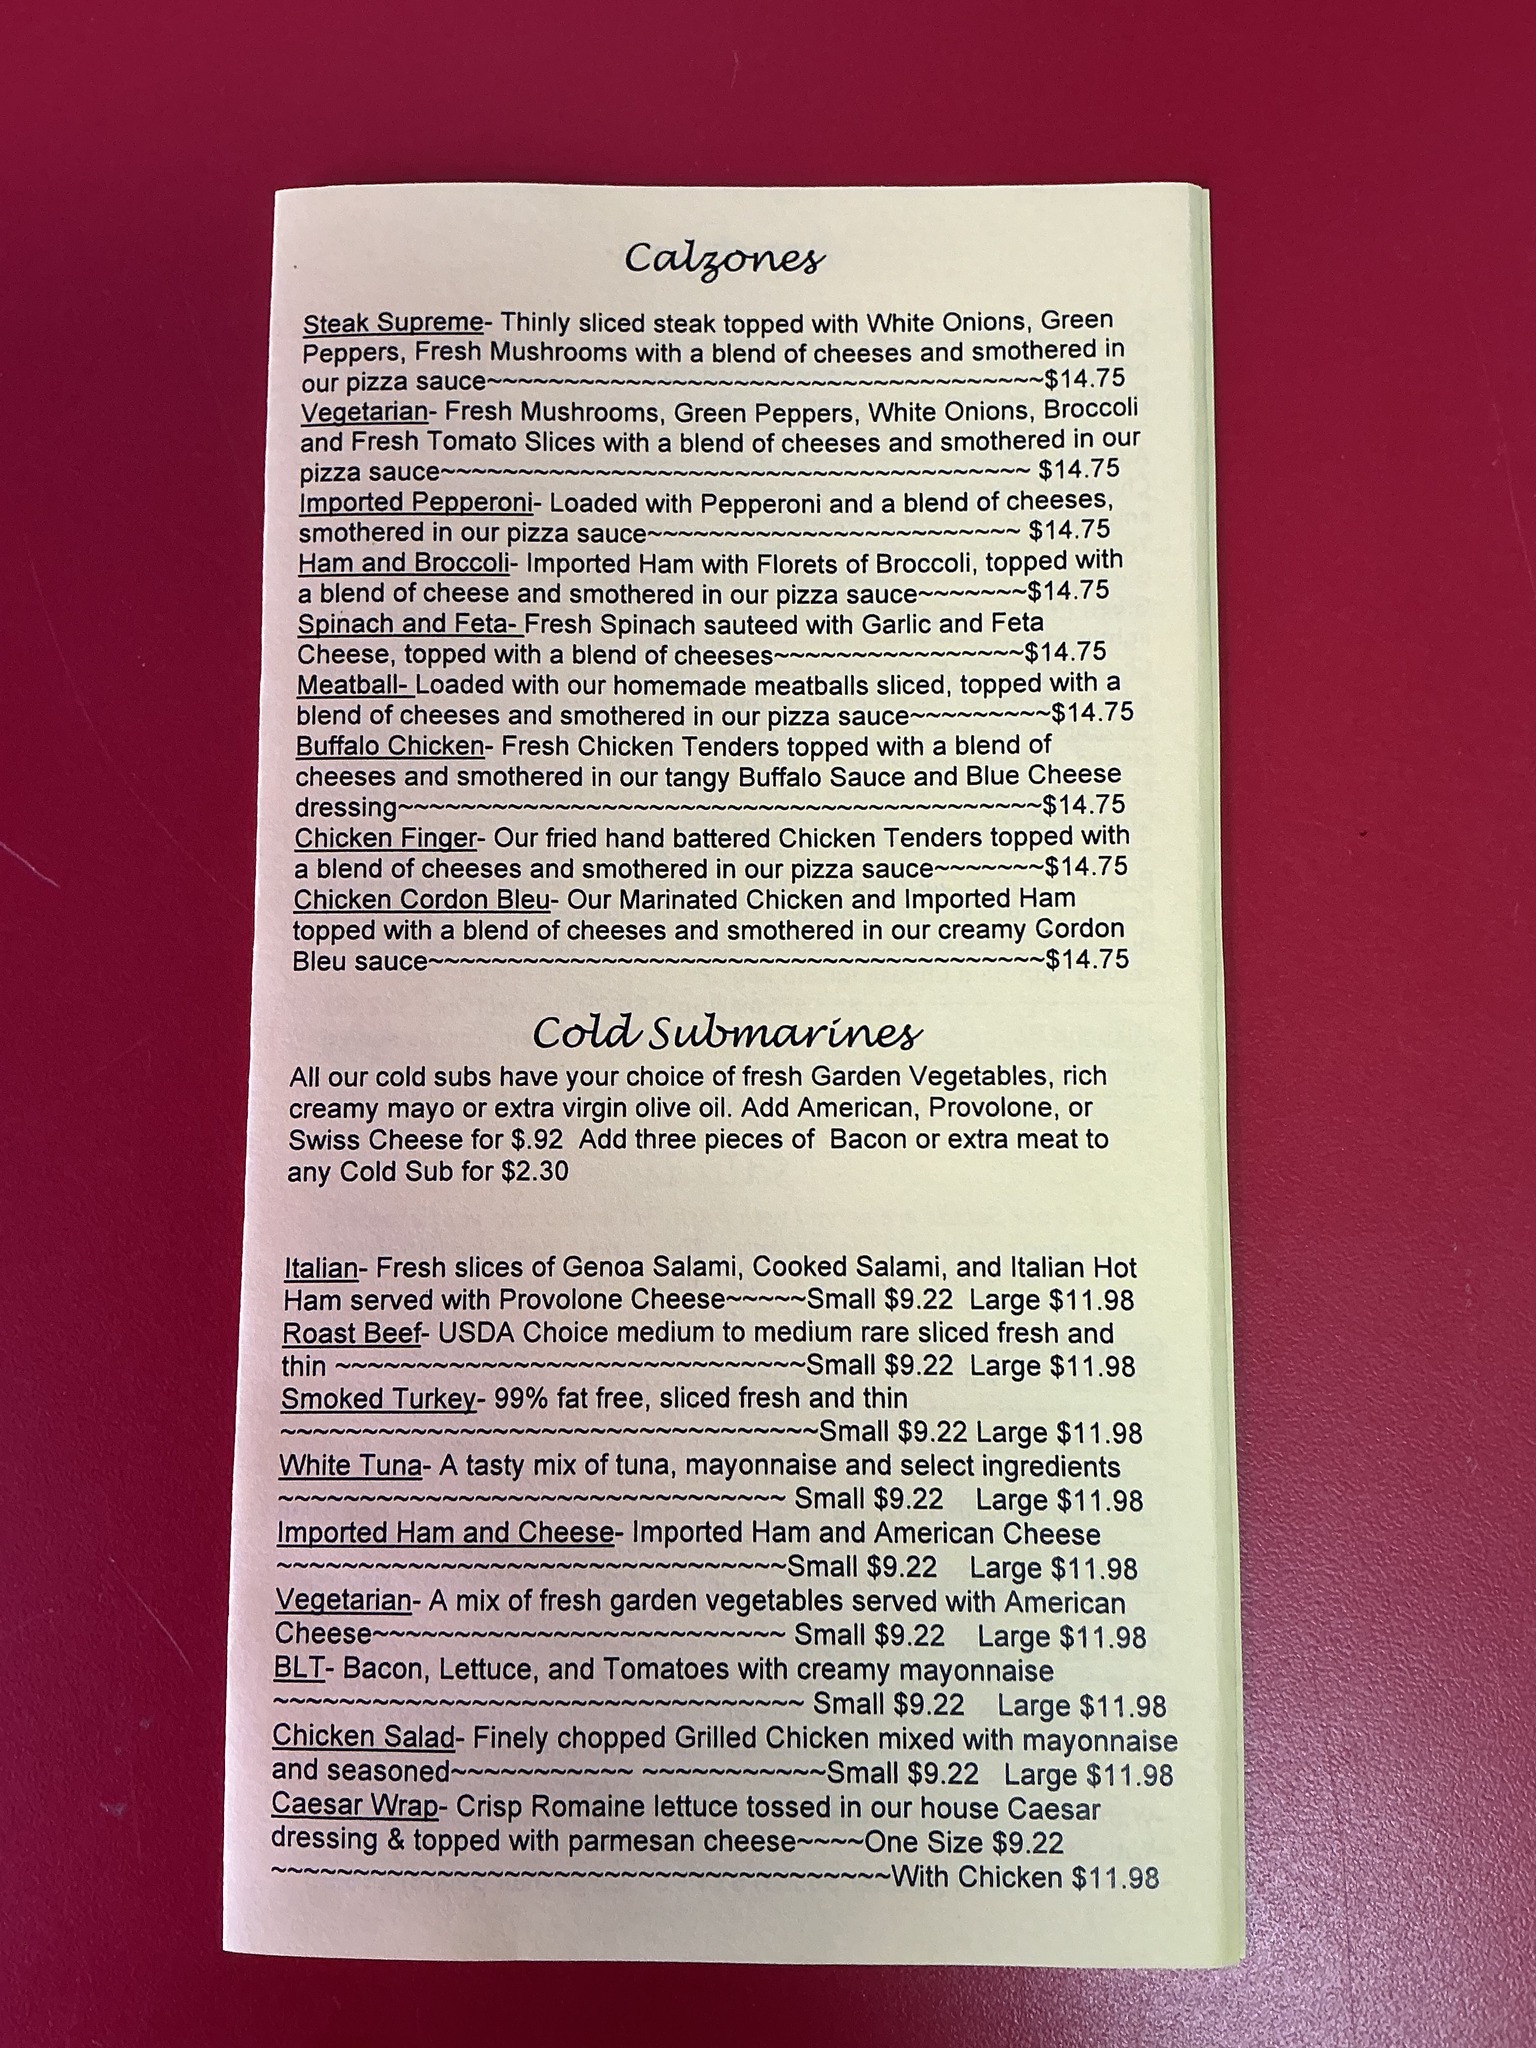 Calzones
Steak Supreme- Thinly sliced steak topped with White Onions, Green
Peppers, Fresh Mushrooms with a blend of cheeses and smothered in
our pizza sauce~~~~~~~~~~~~~~~~~~~~~~~~~~~~~~~~~~~~$14.75
Vegetarian- Fresh Mushrooms, Green Peppers, White Onions, Broccoli
and Fresh Tomato Slices with a blend of cheeses and smothered in our
pizza sauce~~~~~~~~~~~~~~~~~~~~~~~~~~~~~~~~~~~~~~ $14.75
Imported Pepperoni- Loaded with Pepperoni and a blend of cheeses,
smothered in our pizza sauce~~~~~~~~~~~~~~~~~~~~~~~~ $14.75
Ham and Broccoli- Imported Ham with Florets of Broccoli, topped with
a blend of cheese and smothered in our pizza sauce~~~~~~~$14.75
Spinach and Feta- Fresh Spinach sauteed with Garlic and Feta
Cheese, topped with a blend of cheeses~~~~~~~~~~~~~~~~$14.75
Meatball- Loaded with our homemade meatballs sliced, topped with a
blend of cheeses and smothered in our pizza sauce~~~~~~~~~$14.75
Buffalo Chicken- Fresh Chicken Tenders topped with a blend of
cheeses and smothered in our tangy Buffalo Sauce and Blue Cheese
dressing~~~~~~~~~~~~~~~~~~~~~~~~~~~~~~~~~~~~~~~~~$14.75
Chicken Finger- Our fried hand battered Chicken Tenders topped with
a blend of cheeses and smothered in our pizza sauce~~~~~~~$14.75
Chicken Cordon Bleu- Our Marinated Chicken and Imported Ham
topped with a blend of cheeses and smothered in our creamy Cordon
Bleu sauce~~~~~~~~~~~~~~~~~~~~~~~~~~~~~~~~~~~~~~~$14.75
Cold Submarines
All our cold subs have your choice of fresh Garden Vegetables, rich
creamy mayo or extra virgin olive oil. Add American, Provolone, or
Swiss Cheese for $.92  Add three pieces of  Bacon or extra meat to
any Cold Sub for $2.30
Italian- Fresh slices of Genoa Salami, Cooked Salami, and Italian Hot
Ham served with Provolone Cheese~~~~~Small $9.22  Large $11.98
Roast Beef- USDA Choice medium to medium rare sliced fresh and
thin ~~~~~~~~~~~~~~~~~~~~~~~~~~~~~Small $9.22  Large $11.98
Smoked Turkey- 99% fat free, sliced fresh and thin
~~~~~~~~~~~~~~~~~~~~~~~~~~~~~~~~~Small $9.22 Large $11.98
White Tuna- A tasty mix of tuna, mayonnaise and select ingredients
~~~~~~~~~~~~~~~~~~~~~~~~~~~~~~~ Small $9.22    Large $11.98
Imported Ham and Cheese- Imported Ham and American Cheese
~~~~~~~~~~~~~~~~~~~~~~~~~~~~~~~Small $9.22    Large $11.98
Vegetarian- A mix of fresh garden vegetables served with American
Cheese~~~~~~~~~~~~~~~~~~~~~~~~~ Small $9.22    Large $11.98
BLT- Bacon, Lettuce, and Tomatoes with creamy mayonnaise
~~~~~~~~~~~~~~~~~~~~~~~~~~~~~~~~ Small $9.22    Large $11.98
Chicken Salad- Finely chopped Grilled Chicken mixed with mayonnaise
and seasoned~~~~~~~~~~~ ~~~~~~~~~~~Small $9.22   Large $11.98
Caesar Wrap- Crisp Romaine lettuce tossed in our house Caesar
dressing & topped with parmesan cheese~~~~One Size $9.22
~~~~~~~~~~~~~~~~~~~~~~~~~~~~~~~~~~~~~With Chicken $11.98